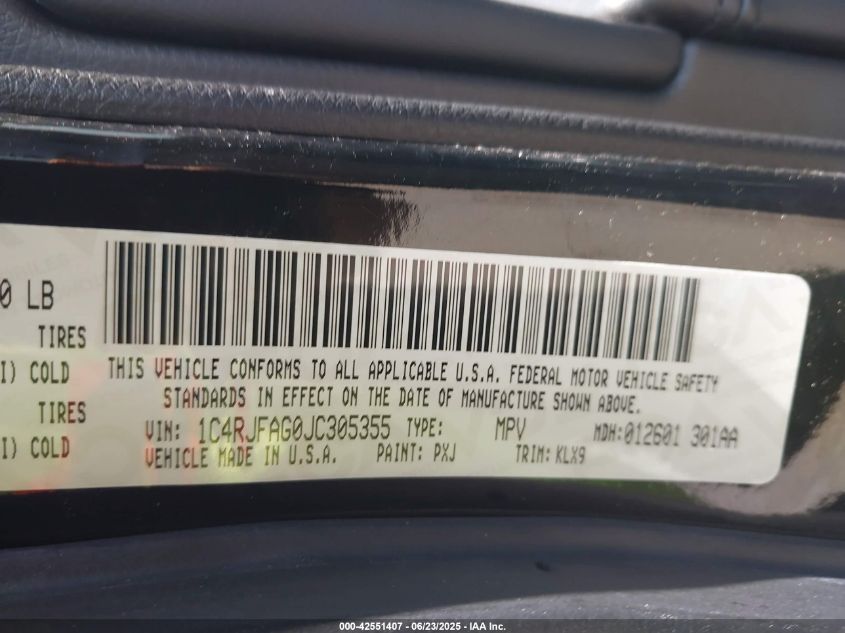 0 LB
TIRES
I) COLD
TIRES
I) COLD
THIS VEHICLE CONFORMS TO ALL APPLICABLE U.S.A. FEDERAL MOTOR VEHICLE SAFETY
STANDARDS IN EFFECT ON THE DATE OF MANUFACTURE SHOWN ABOVE.
VIN: 1C4RJFAG0JC305355 TYPE: MPV MDH:012601 301AA
VEHICLE MADE IN U.S.A. PAINT: PXJ TRIM: KLX9
000-42551407 - 06/23/2025 - IAA Inc.